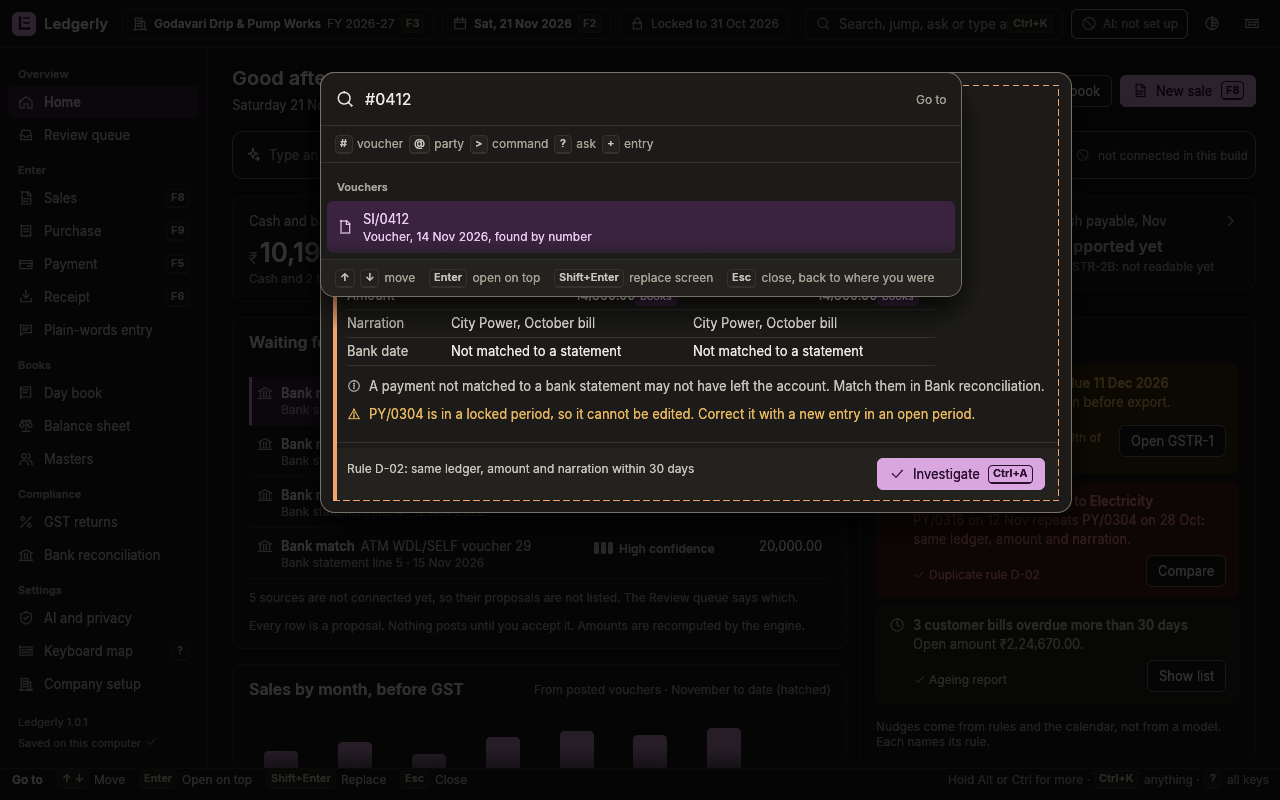 Ledgerly
Godavari Drip & Pump Works FY 2026-27 F3
Sat, 21 Nov 2026 F2
Locked to 31 Oct 2026
Search, jump, ask or type a Ctrl+K
AI: not set up
Overview
Home
Review queue
Enter
Sales F8
Purchase F9
Payment F5
Receipt F6
Plain-words entry
Books
Day book
Balance sheet
Masters
Compliance
GST returns
Bank reconciliation
Settings
AI and privacy
Keyboard map ?
Company setup
Ledgerly 1.0.1
Saved on this computer
Good afte
Saturday 21 N
book
New sale F8
Type an
not connected in this build
Cash and b
₹10,19
Cash and 2 b
sh payable, Nov
pported yet
STR-2B: not readable yet
#0412
Go to
# voucher @ party > command ? ask + entry
Vouchers
SI/0412
Voucher, 14 Nov 2026, found by number
↑ ↓ move Enter open on top Shift+Enter replace screen Esc close, back to where you were
Amount 14,300.00 books 14,300.00 books
Narration City Power, October bill City Power, October bill
Bank date Not matched to a statement Not matched to a statement
A payment not matched to a bank statement may not have left the account. Match them in Bank reconciliation.
PY/0304 is in a locked period, so it cannot be edited. Correct it with a new entry in an open period.
Rule D-02: same ledger, amount and narration within 30 days
Investigate Ctrl+A
Waiting fo
Bank m
Bank s
Bank m
Bank m
Bank match ATM WDL/SELF voucher 29 High confidence 20,000.00
Bank statement line 5 · 15 Nov 2026
5 sources are not connected yet, so their proposals are not listed. The Review queue says which.
Every row is a proposal. Nothing posts until you accept it. Amounts are recomputed by the engine.
due 11 Dec 2026
n before export.
lth of
Open GSTR-1
to Electricity
PY/0316 on 12 Nov repeats PY/0304 on 28 Oct:
same ledger, amount and narration.
Duplicate rule D-02
Compare
3 customer bills overdue more than 30 days
Open amount ₹2,24,670.00.
Ageing report
Show list
Nudges come from rules and the calendar, not from a model.
Each names its rule.
Sales by month, before GST
From posted vouchers · November to date (hatched)
Go to ↑ ↓ Move Enter Open on top Shift+Enter Replace Esc Close
Hold Alt or Ctrl for more · Ctrl+K anything · ? all keys